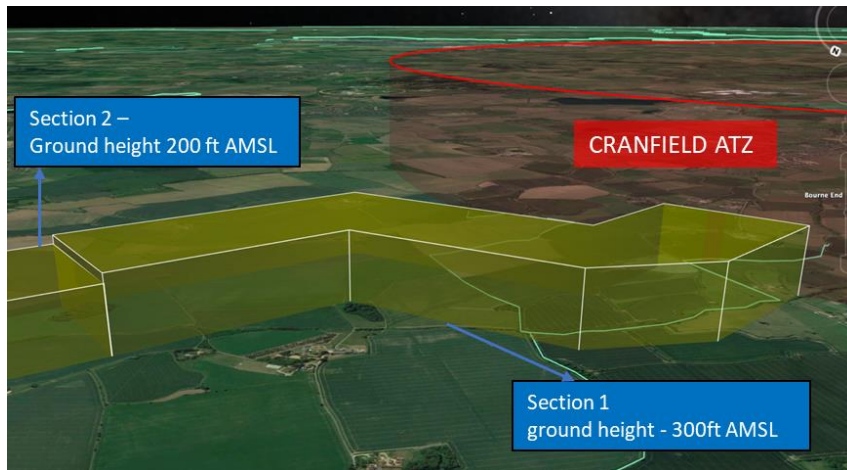 Section 2 –
Ground height 200 ft AMSL
CRANFIELD ATZ
N
Bourne End
Section 1
ground height - 300ft AMSL